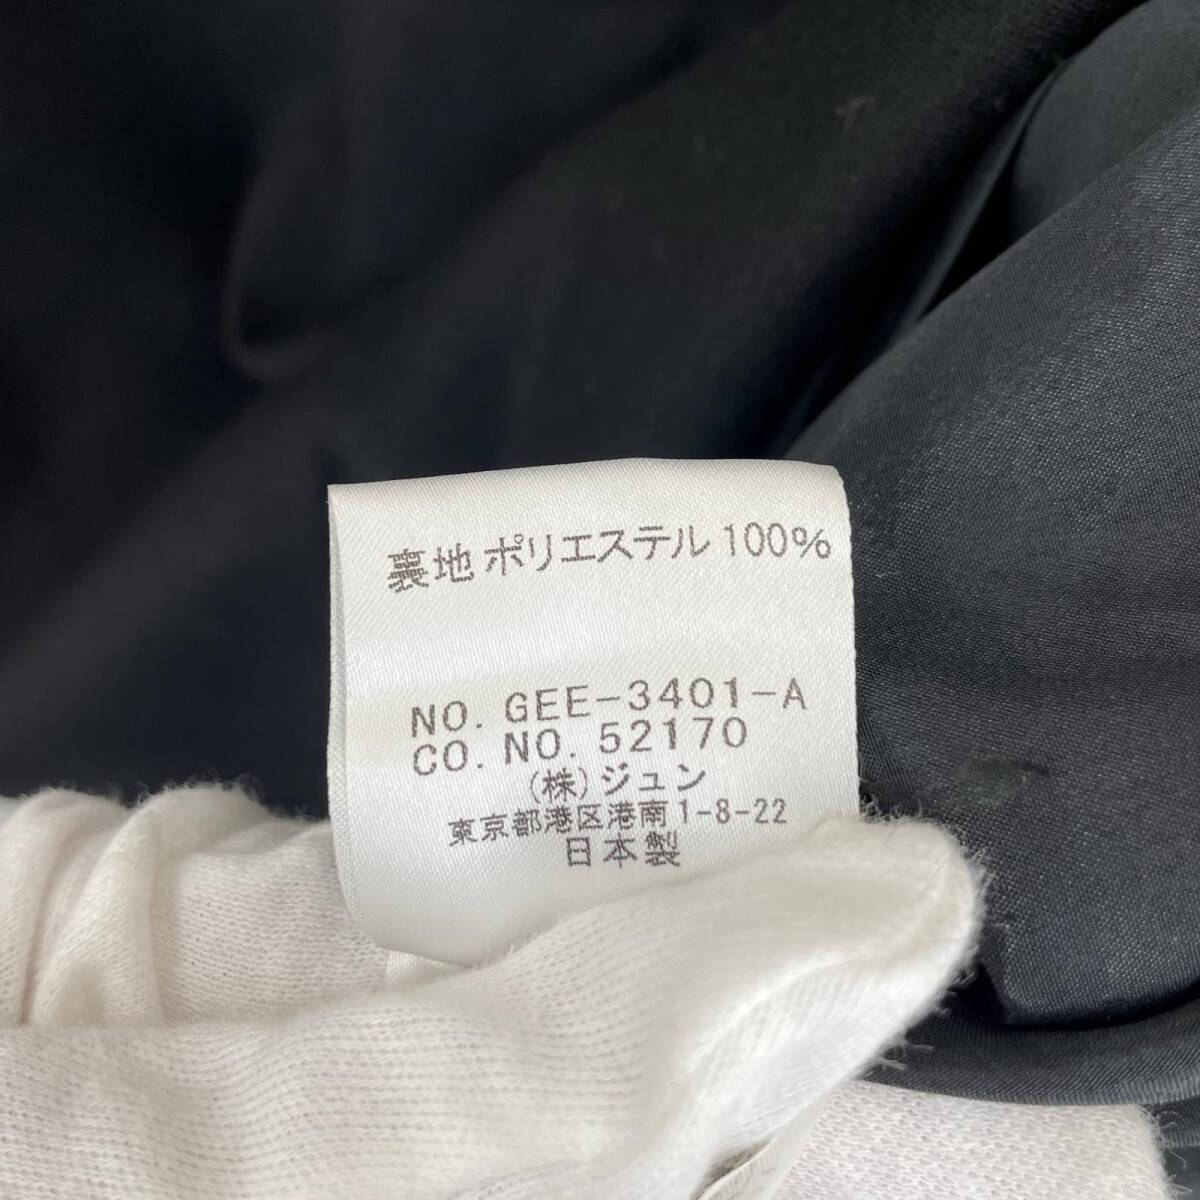 裏地 ポリエステル 100%
NO. GEE-3401-A
CO. NO. 52170
(株)ジュン
東京都港区港南1-8-22
日本製